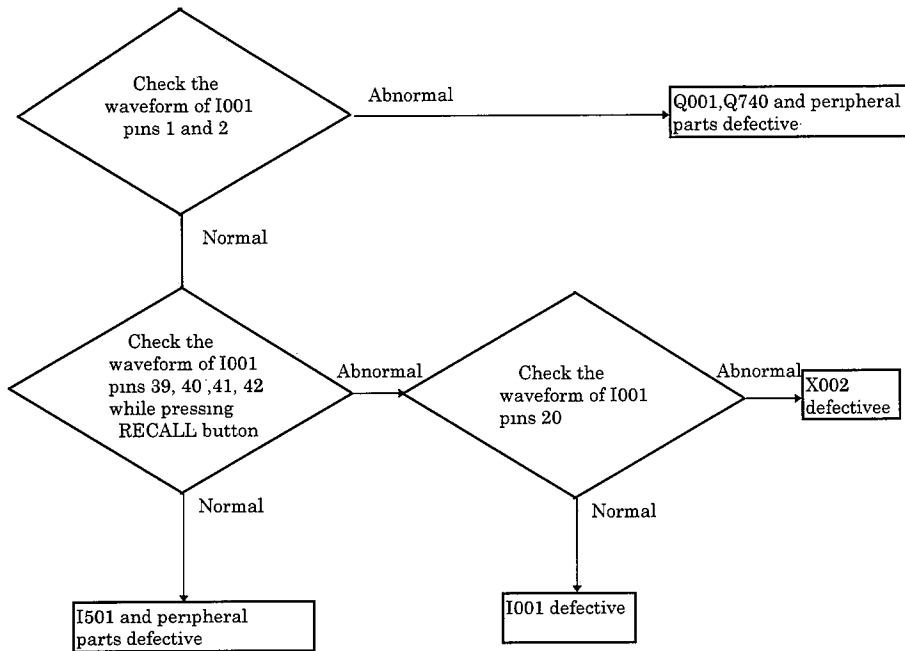 Check the
waveform of I001
pins 1 and 2
Abnormal
Q001,Q740 and peripheral
parts defective
Normal
Check the
waveform of I001
pins 39, 40 ,41, 42
while pressing
RECALL button
Abnormal
Check the
waveform of I001
pins 20
Abnormal
X002
defectivee
Normal
Normal
I501 and peripheral
parts defective
I001 defective